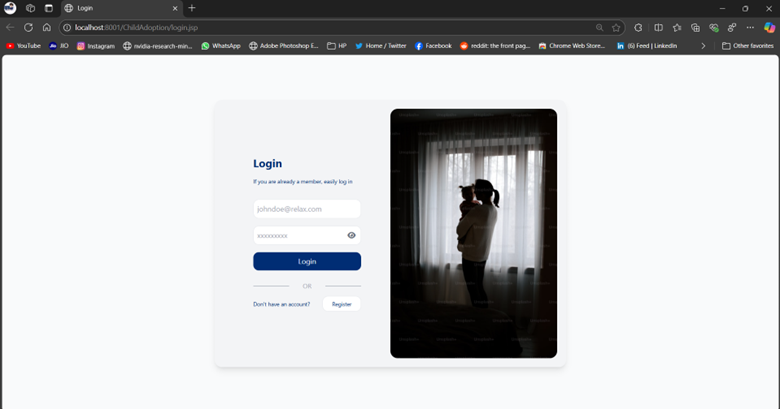 Login
localhost:8001/ChildAdoption/login.jsp
YouTube JIO Instagram nvidia-research-min... WhatsApp Adobe Photoshop E... HP Home / Twitter Facebook reddit: the front pag... Chrome Web Store... (6) Feed | LinkedIn Other favorites
Login
If you are already a member, easily log in
johndoe@relax.com
xxxxxxxxx
Login
OR
Don't have an account? Register